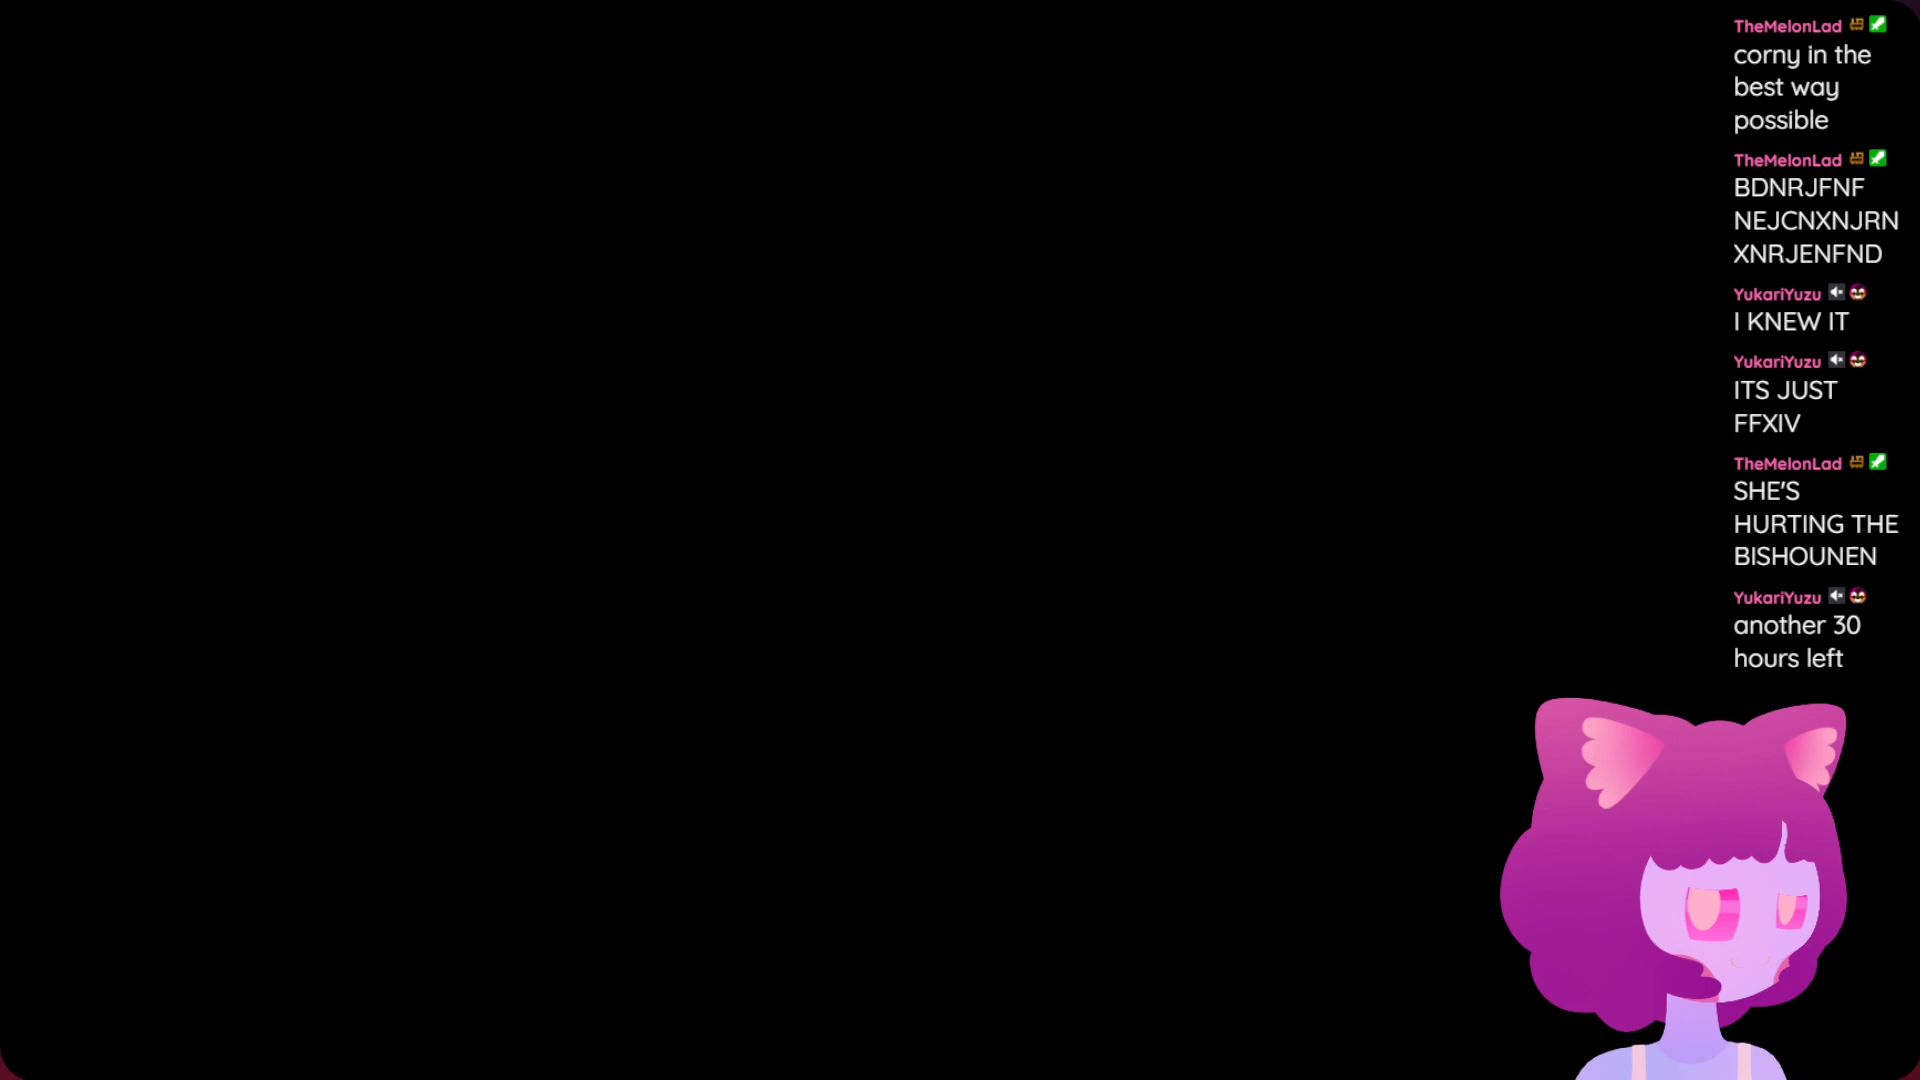 TheMelonLad
corny in the
best way
possible
TheMelonLad
BDNRJFNF
NEJCNXNJRN
XNRJENFND
YukariYuzu
I KNEW IT
YukariYuzu
ITS JUST
FFXIV
TheMelonLad
SHE'S
HURTING THE
BISHOUNEN
YukariYuzu
another 30
hours left